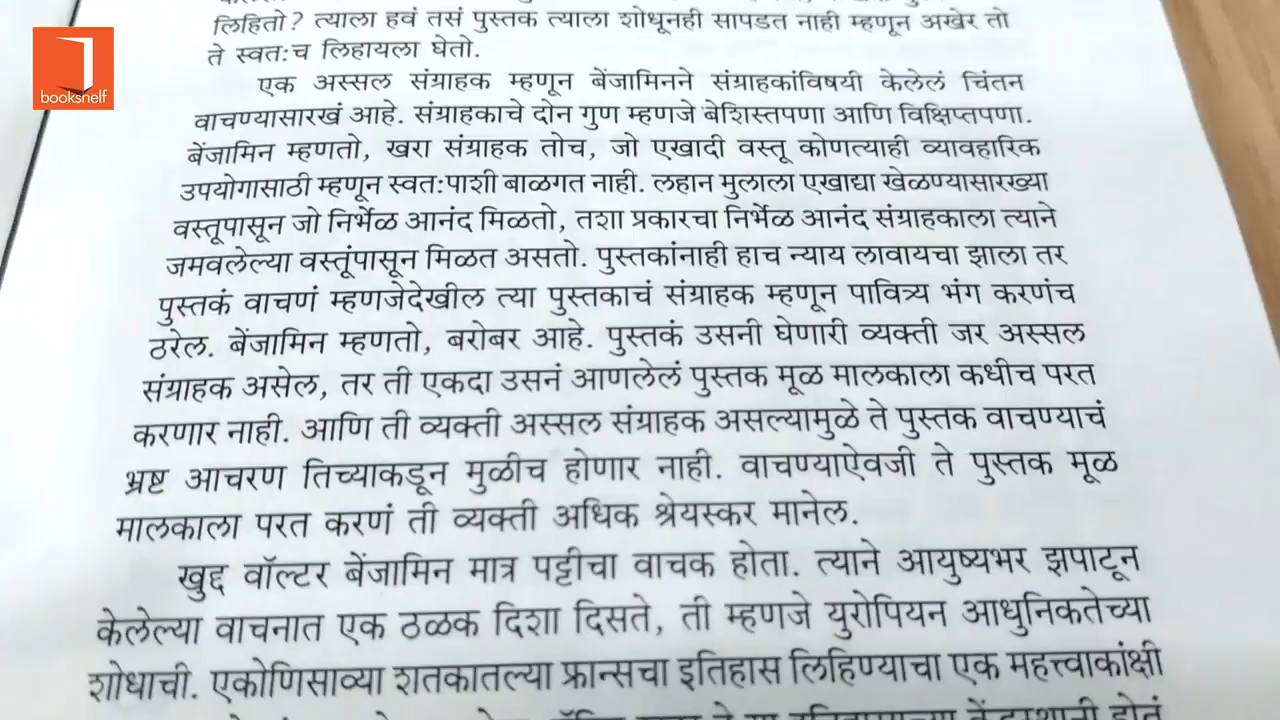 booksnelf
लिहितो? त्याला हवं तसं पुस्तक त्याला शोधूनही सापडत नाही म्हणून अखेर तो
ते स्वत:च लिहायला घेतो.
एक अस्सल संग्राहक म्हणून बेंजामिनने संग्राहकांविषयी केलेलं चिंतन
वाचण्यासारखं आहे. संग्राहकाचे दोन गुण म्हणजे बेशिस्तपणा आणि विक्षिप्तपणा.
बेंजामिन म्हणतो, खरा संग्राहक तोच, जो एखादी वस्तू कोणत्याही व्यावहारिक
उपयोगासाठी म्हणून स्वत:पाशी बाळगत नाही. लहान मुलाला एखाद्या खेळण्यासारख्या
वस्तूपासून जो निर्भेळ आनंद मिळतो, तशा प्रकारचा निर्भेळ आनंद संग्राहकाला त्याने
जमवलेल्या वस्तूंपासून मिळत असतो. पुस्तकांनाही हाच न्याय लावायचा झाला तर
पुस्तकं वाचणं म्हणजेदेखील त्या पुस्तकाचं संग्राहक म्हणून पावित्र्य भंग करणंच
ठरेल. बेंजामिन म्हणतो, बरोबर आहे. पुस्तकं उसनी घेणारी व्यक्ती जर अस्सल
संग्राहक असेल, तर ती एकदा उसनं आणलेलं पुस्तक मूळ मालकाला कधीच परत
करणार नाही. आणि ती व्यक्ती अस्सल संग्राहक असल्यामुळे ते पुस्तक वाचण्याचं
भ्रष्ट आचरण तिच्याकडून मुळीच होणार नाही. वाचण्याऐवजी ते पुस्तक मूळ
मालकाला परत करणं ती व्यक्ती अधिक श्रेयस्कर मानेल.
खुद्द वॉल्टर बेंजामिन मात्र पट्टीचा वाचक होता. त्याने आयुष्यभर झपाटून
केलेल्या वाचनात एक ठळक दिशा दिसते, ती म्हणजे युरोपियन आधुनिकतेच्या
शोधाची. एकोणिसाव्या शतकातल्या फ्रान्सचा इतिहास लिहिण्याचा एक महत्त्वाकांक्षी